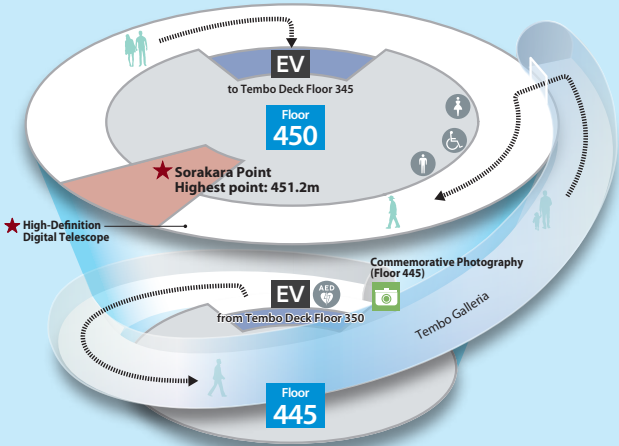 EV
to Tembo Deck Floor 345
Floor
450
Sorakara Point
Highest point: 451.2m
High-Definition
Digital Telescope
Commemorative Photography
(Floor 445)
EV
AED
from Tembo Deck Floor 350
Tembo Galleria
Floor
445